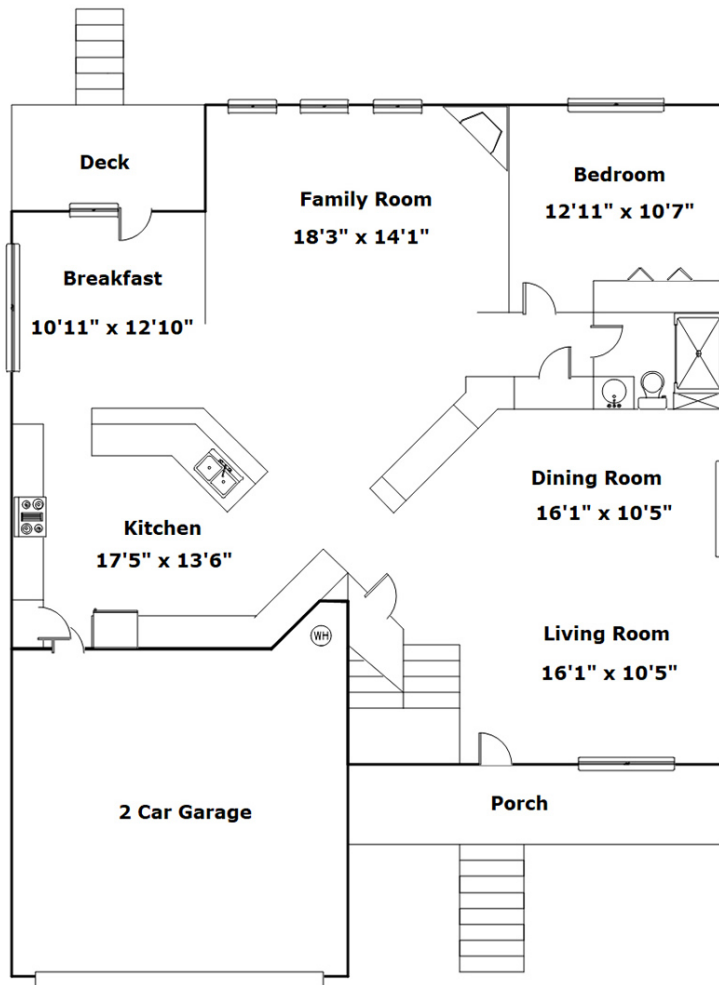 Deck
Family Room
18'3" x 14'1"
Bedroom
12'11" x 10'7"
Breakfast
10'11" x 12'10"
Dining Room
16'1" x 10'5"
Kitchen
17'5" x 13'6"
WH
Living Room
16'1" x 10'5"
2 Car Garage
Porch